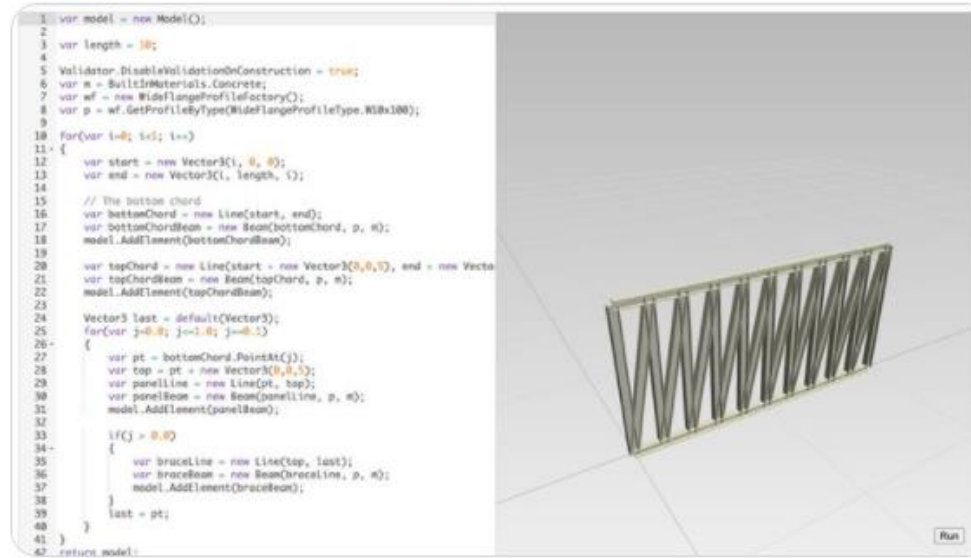 1 var model = new Model();
2
3 var length = 10;
4
5 Validator.DisableValidationOnConstruction = true;
6 var m = BuiltInMaterials.Concrete;
7 var wf = new WideFlangeProfileFactory();
8 var p = wf.GetProfileByType(WideFlangeProfileType.W10x100);
9
10 for(var i=0; i<1; i++)
11 {
12 var start = new Vector3(i, 0, 0);
13 var end = new Vector3(i, length, i);
14
15 // The bottom chord
16 var bottomChord = new Line(start, end);
17 var bottomChordBeam = new Beam(bottomChord, p, m);
18 model.AddElement(bottomChordBeam);
19
20 var topChord = new Line(start + new Vector3(0,0,5), end + new Vecto
21 var topChordBeam = new Beam(topChord, p, m);
22 model.AddElement(topChordBeam);
23
24 Vector3 last = default(Vector3);
25 for(var j=0.0; j<=1.0; j+=0.1)
26 {
27 var pt = bottomChord.PointAt(j);
28 var top = pt + new Vector3(0,0,5);
29 var panelLine = new Line(pt, top);
30 var panelBeam = new Beam(panelLine, p, m);
31 model.AddElement(panelBeam);
32
33 if(j > 0.0)
34 {
35 var braceLine = new Line(top, last);
36 var braceBeam = new Beam(braceLine, p, m);
37 model.AddElement(braceBeam);
38 }
39 last = pt;
40 }
41 }
42 return model;
Run